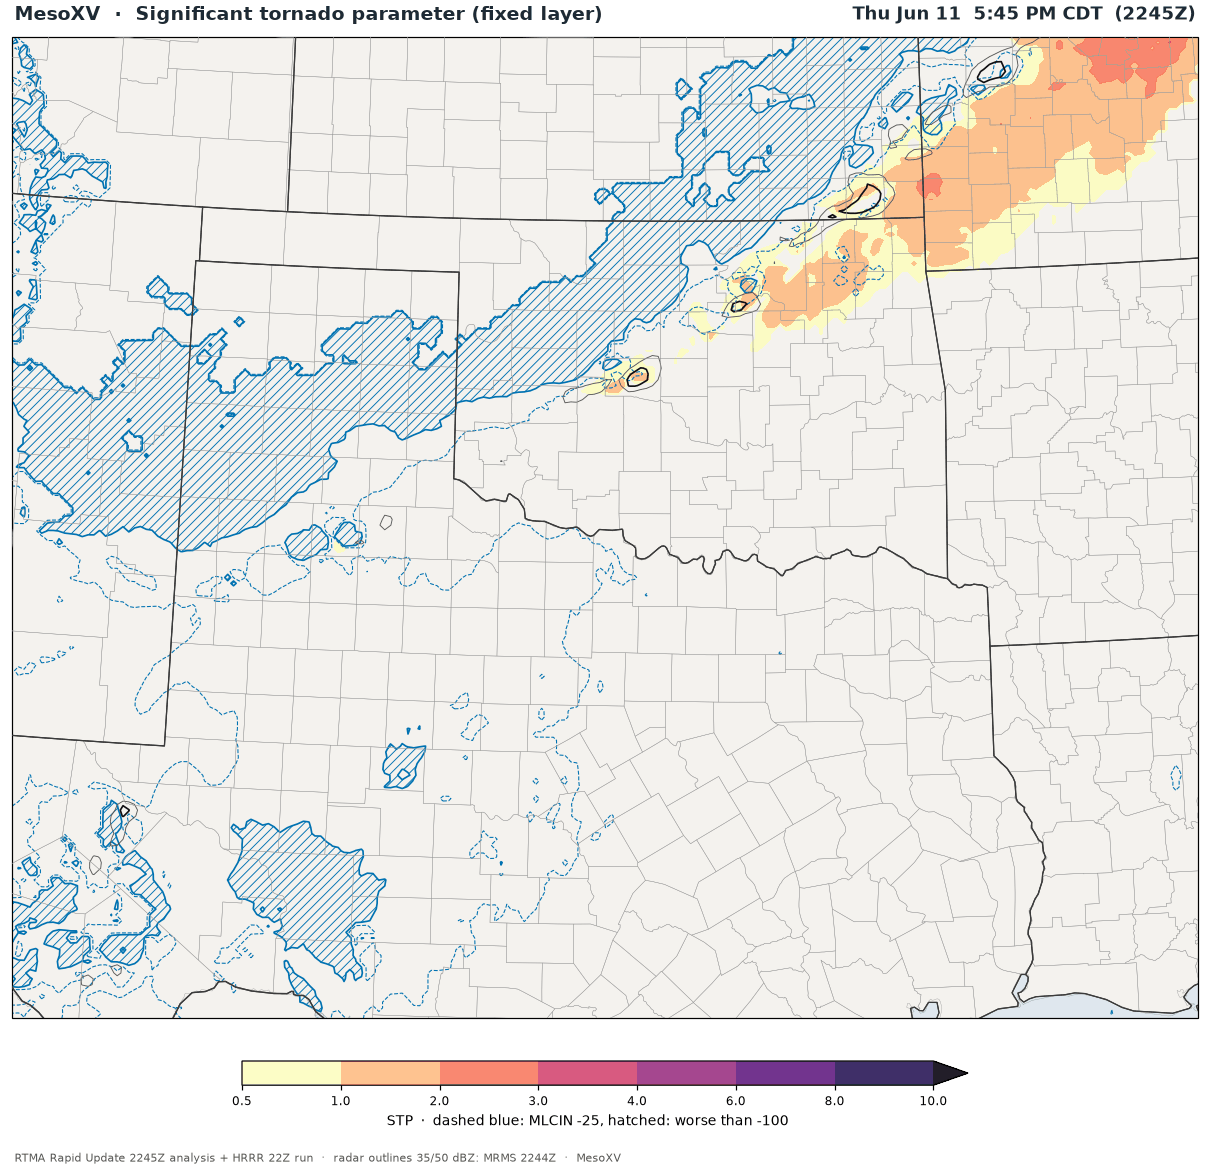 MesoXV · Significant tornado parameter (fixed layer)
Thu Jun 11 5:45 PM CDT (2245Z)
0.5 1.0 2.0 3.0 4.0 6.0 8.0 10.0
STP · dashed blue: MLCIN -25, hatched: worse than -100
RTMA Rapid Update 2245Z analysis + HRRR 22Z run · radar outlines 35/50 dBZ: MRMS 2244Z · MesoXV